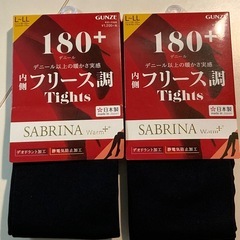 L~LL
GUNZE
180+
デニール
デニール以上の暖かさ実感
内側
フリース調
Tights
日本製
SABRINA
Warm+
デオドラント加工
静電気防止加工
L~LL
GUNZE
180+
デニール
デニール以上の暖かさ実感
内側
フリース調
Tights
日本製
SABRINA
Warm+
デオドラント加工
静電気防止加工